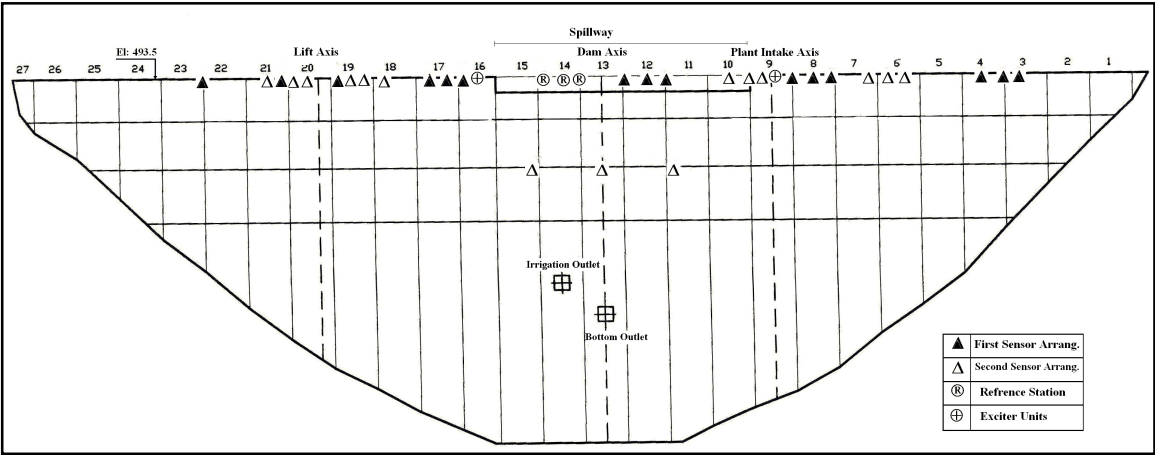 Spillway
El: 493.5
Lift Axis
Dam Axis
Plant Intake Axis
27 26 25 24 23 22 21 20 19 18 17 16 15 14 13 12 11 10 9 8 7 6 5 4 3 2 1
R R R
Irrigation Outlet
Bottom Outlet
First Sensor Arrang.
Second Sensor Arrang.
R Refrence Station
Exciter Units